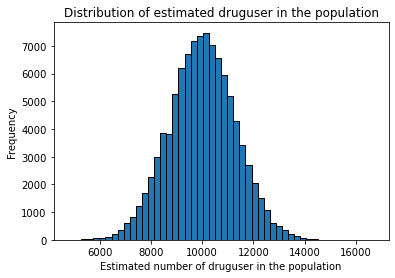 Distribution of estimated druguser in the population
Frequency
7000
6000
5000
4000
3000
2000
1000
0
6000 8000 10000 12000 14000 16000
Estimated number of druguser in the population